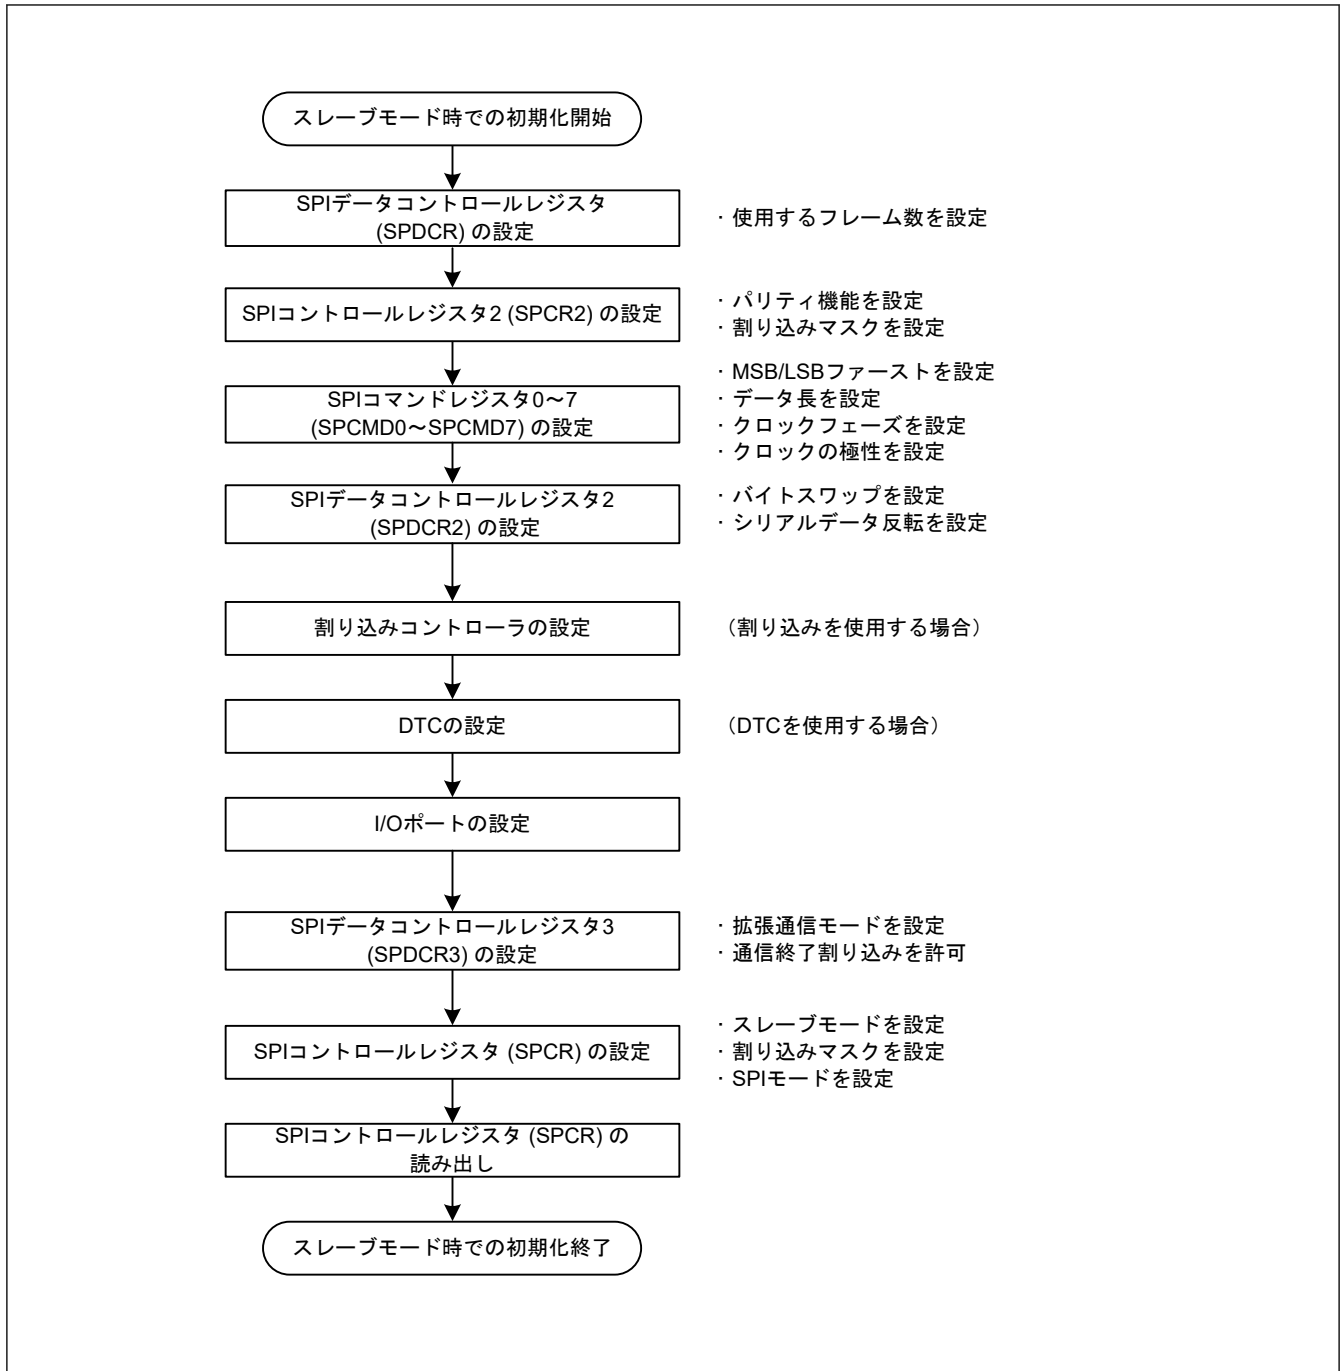 スレーブモード時での初期化開始
SPIデータコントロールレジスタ
(SPDCR) の設定
・使用するフレーム数を設定
SPIコントロールレジスタ2 (SPCR2) の設定
・パリティ機能を設定
・割り込みマスクを設定
SPIコマンドレジスタ0～7
(SPCMD0～SPCMD7) の設定
・MSB/LSBファーストを設定
・データ長を設定
・クロックフェーズを設定
・クロックの極性を設定
SPIデータコントロールレジスタ2
(SPDCR2) の設定
・バイトスワップを設定
・シリアルデータ反転を設定
割り込みコントローラの設定
（割り込みを使用する場合）
DTCの設定
（DTCを使用する場合）
I/Oポートの設定
SPIデータコントロールレジスタ3
(SPDCR3) の設定
・拡張通信モードを設定
・通信終了割り込みを許可
SPIコントロールレジスタ (SPCR) の設定
・スレーブモードを設定
・割り込みマスクを設定
・SPIモードを設定
SPIコントロールレジスタ (SPCR) の
読み出し
スレーブモード時での初期化終了